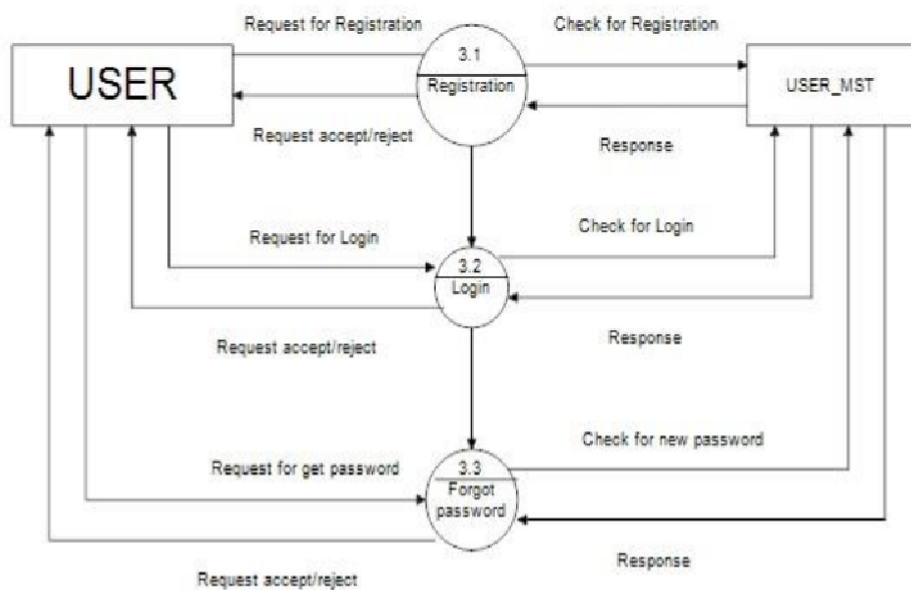 Request for Registration
Check for Registration
3.1
USER
Registration
USER_MST
Request accept/reject
Response
Request for Login
Check for Login
3.2
Login
Request accept/reject
Response
Check for new password
Request for get password
3.3
Forgot
password
Response
Request accept/reject